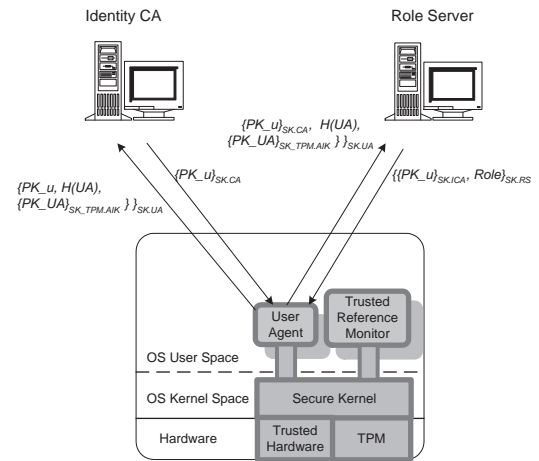 Identity CA
Role Server
{PK_u}SK.CA, H(UA),
{PK_UA}SK_TPM.AIK } }SK.UA
{PK_u}SK.CA
{{PK_u}SK.ICA, Role}SK.RS
{PK_u, H(UA),
{PK_UA}SK_TPM.AIK } }SK.UA
User
Agent
Trusted
Reference
Monitor
OS User Space
OS Kernel Space
Secure Kernel
Hardware
Trusted
Hardware
TPM